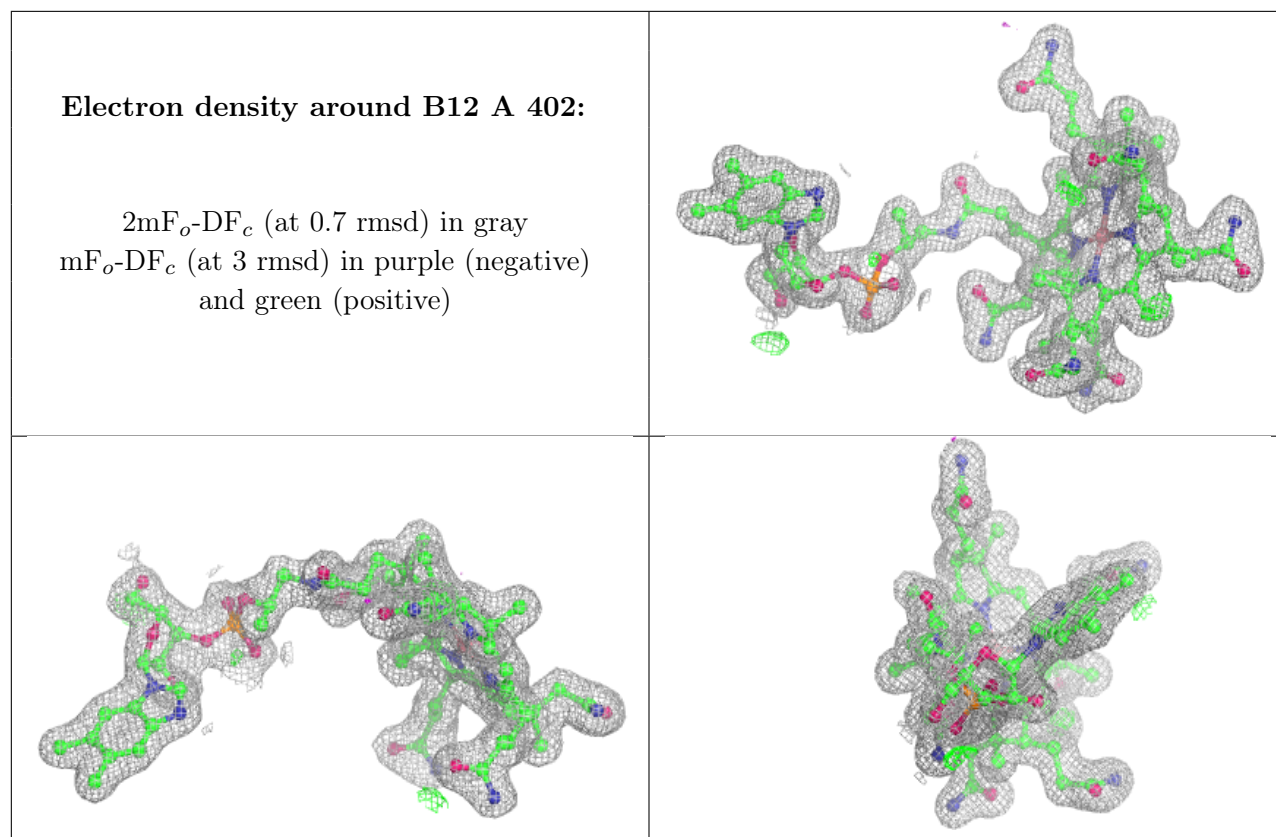 Electron density around B12 A 402:
2mFo-DFc (at 0.7 rmsd) in gray
mFo-DFc (at 3 rmsd) in purple (negative)
and green (positive)